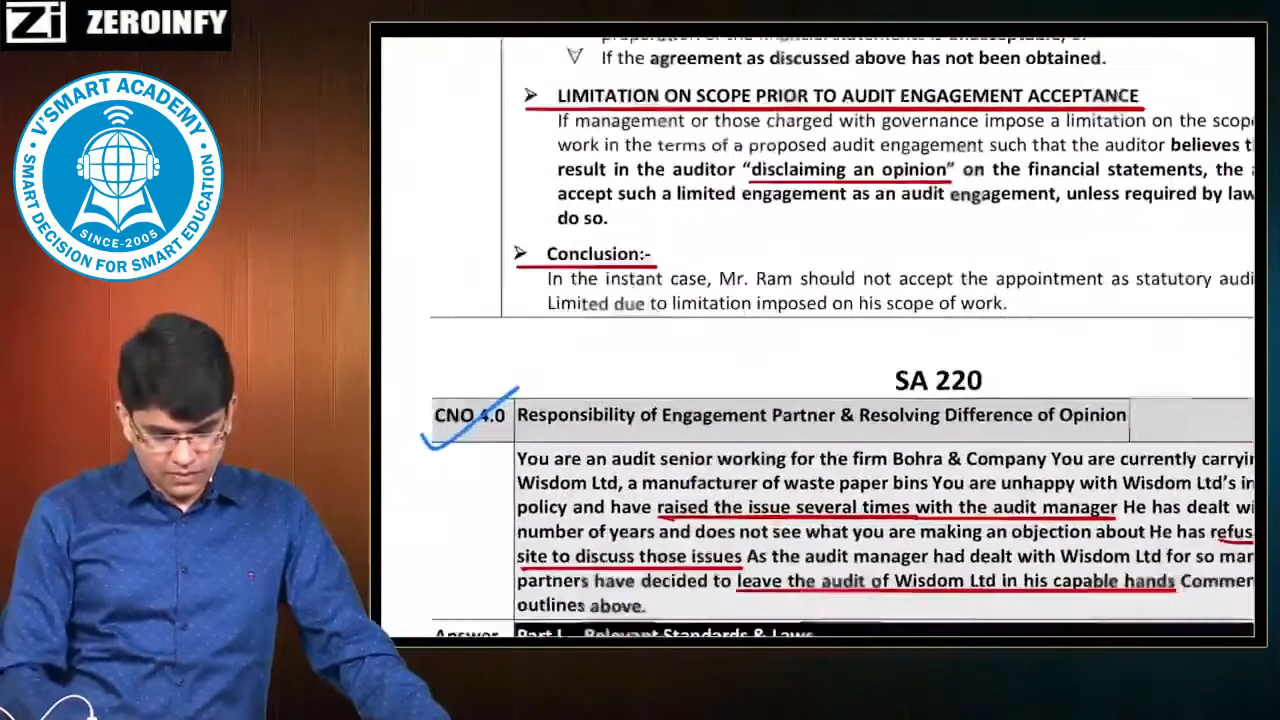 Zi ZEROINFY
V'SMART ACADEMY
SINCE-2005
SMART DECISION FOR SMART EDUCATION
If the agreement as discussed above has not been obtained.
LIMITATION ON SCOPE PRIOR TO AUDIT ENGAGEMENT ACCEPTANCE
If management or those charged with governance impose a limitation on the scope
work in the terms of a proposed audit engagement such that the auditor believes
result in the auditor "disclaiming an opinion" on the financial statements, the
accept such a limited engagement as an audit engagement, unless required by law
do so.
Conclusion:-
In the instant case, Mr. Ram should not accept the appointment as statutory audi
Limited due to limitation imposed on his scope of work.
SA 220
CNO 4.0 Responsibility of Engagement Partner & Resolving Difference of Opinion
You are an audit senior working for the firm Bohra & Company You are currently carryi
Wisdom Ltd, a manufacturer of waste paper bins You are unhappy with Wisdom Ltd's in
policy and have raised the issue several times with the audit manager He has dealt wi
number of years and does not see what you are making an objection about He has refus
site to discuss those issues As the audit manager had dealt with Wisdom Ltd for so mar
partners have decided to leave the audit of Wisdom Ltd in his capable hands Commer
outlines above.
Answer Part I - Relevant Standards & Laws